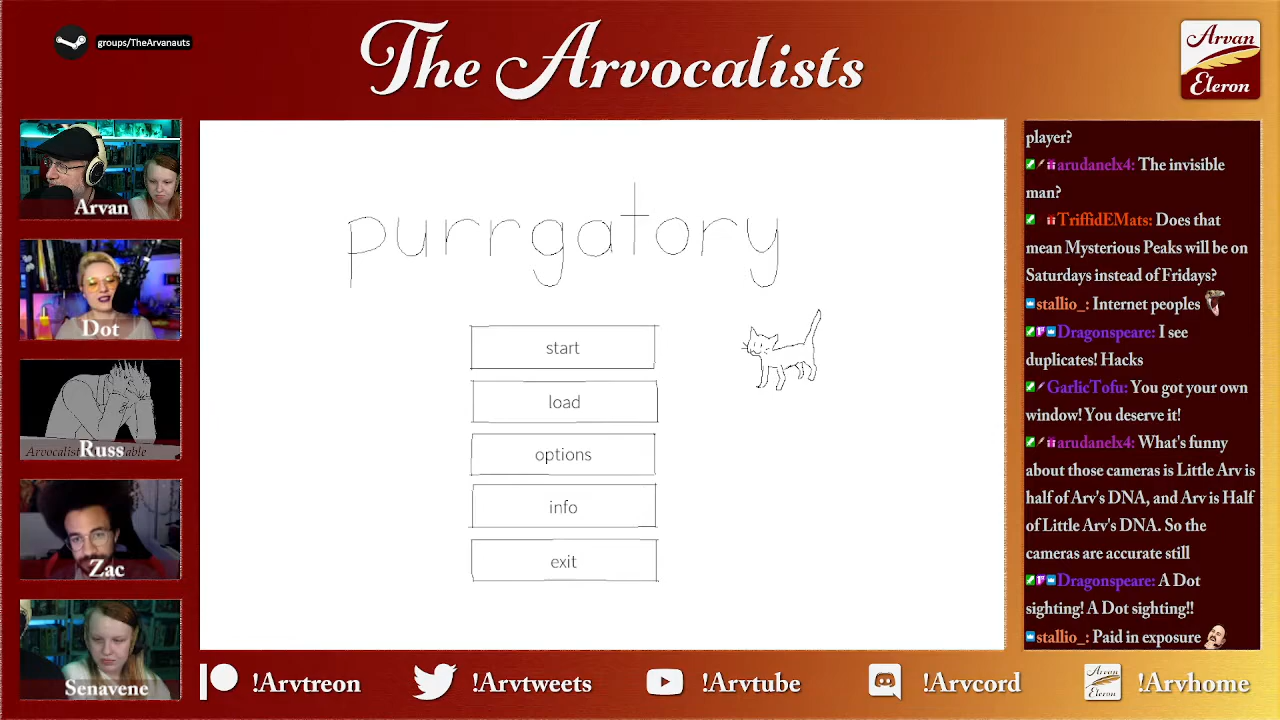 groups/TheArvanauts
The Arvocalists
Arvan
Eleron
Arvan
Dot
Arvocalist
able
Russ
Zac
Senavene
purrgatory
start
load
options
info
exit
player?
arudanelx4: The invisible
man?
TriffidEMats: Does that
mean Mysterious Peaks will be on
Saturdays instead of Fridays?
stallio_: Internet peoples
Dragonspeare: I see
duplicates! Hacks
GarlicTofu: You got your own
window! You deserve it!
arudanelx4: What's funny
about those cameras is Little Arv is
half of Arv's DNA, and Arv is Half
of Little Arv's DNA. So the
cameras are accurate still
Dragonspeare: A Dot
sighting! A Dot sighting!!
stallio_: Paid in exposure
!Arvtreon
!Arvtweets
!Arvtube
!Arvcord
Arvan
Eleron
!Arvhome